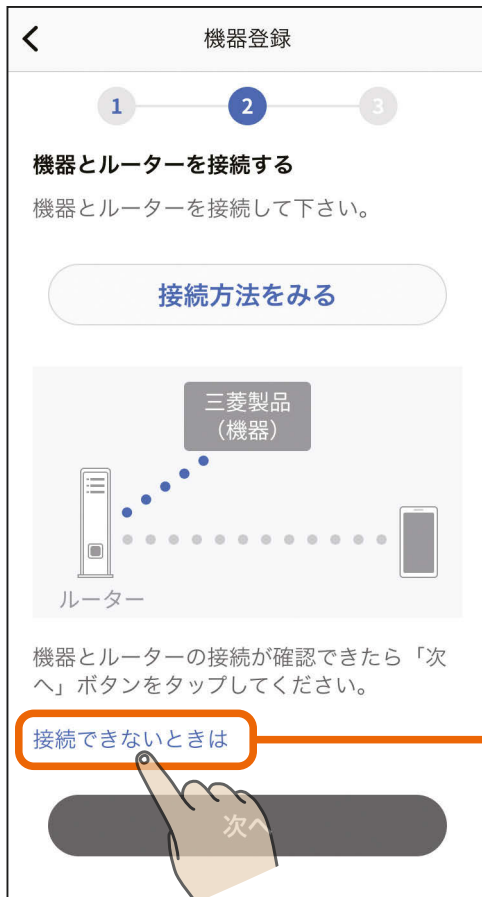 機器登録
1 2 3
機器とルーターを接続する
機器とルーターを接続して下さい。
接続方法をみる
三菱製品
（機器）
ルーター
機器とルーターの接続が確認できたら「次
へ」ボタンをタップしてください。
接続できないときは
次へ